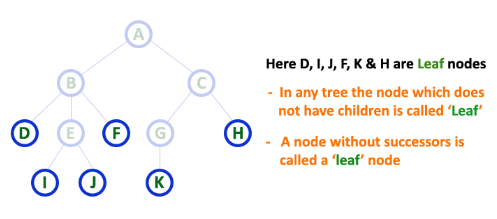 A
B
C
D
E
F
G
H
I
J
K
Here D, I, J, F, K & H are Leaf nodes
- In any tree the node which does
not have children is called ‘Leaf’
- A node without successors is
called a ‘leaf’ node